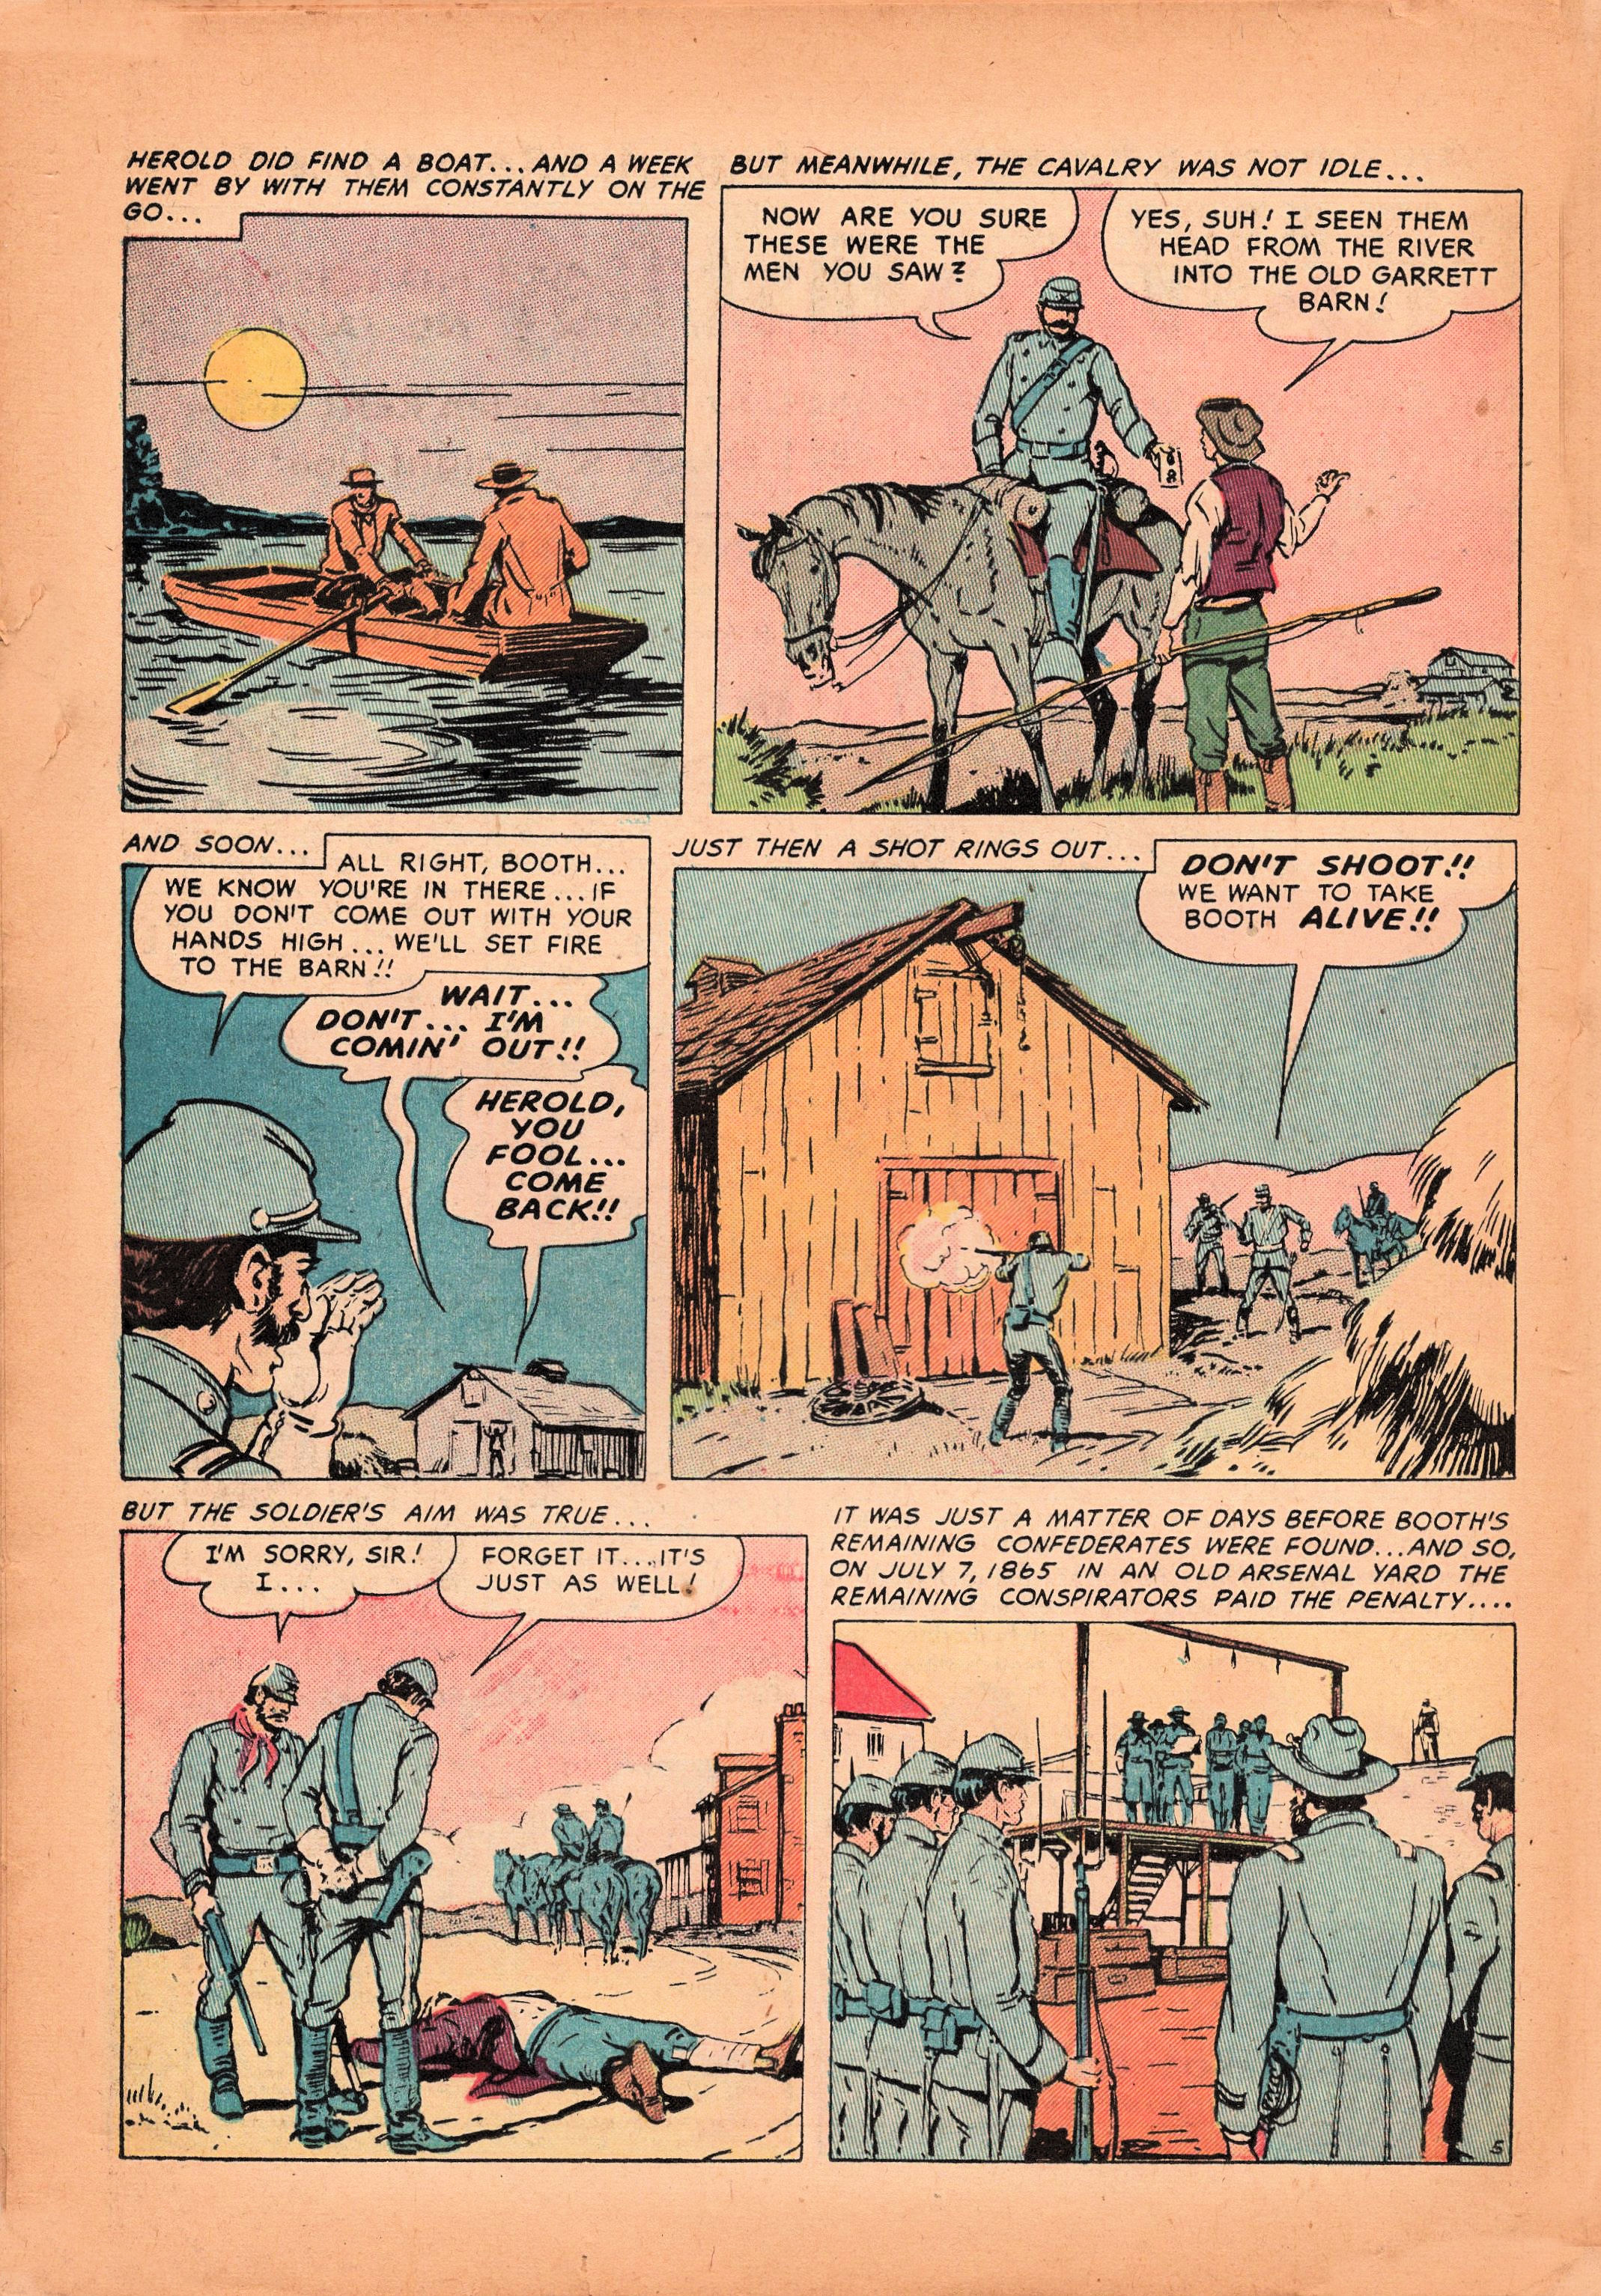 HEROLD DID FIND A BOAT...AND A WEEK
WENT BY WITH THEM CONSTANTLY ON THE
GO...
BUT MEANWHILE, THE CAVALRY WAS NOT IDLE...
NOW ARE YOU SURE
THESE WERE THE
MEN YOU SAW?
YES, SUH! I SEEN THEM
HEAD FROM THE RIVER
INTO THE OLD GARRETT
BARN!
AND SOON...
ALL RIGHT, BOOTH...
WE KNOW YOU'RE IN THERE...IF
YOU DON'T COME OUT WITH YOUR
HANDS HIGH...WE'LL SET FIRE
TO THE BARN!!
WAIT...
DON'T... I'M
COMIN' OUT!!
HEROLD,
YOU
FOOL...
COME
BACK!!
JUST THEN A SHOT RINGS OUT...
DON'T SHOOT!!
WE WANT TO TAKE
BOOTH ALIVE!!
BUT THE SOLDIER'S AIM WAS TRUE...
I'M SORRY, SIR!
I...
FORGET IT...IT'S
JUST AS WELL!
IT WAS JUST A MATTER OF DAYS BEFORE BOOTH'S
REMAINING CONFEDERATES WERE FOUND...AND SO,
ON JULY 7, 1865 IN AN OLD ARSENAL YARD THE
REMAINING CONSPIRATORS PAID THE PENALTY....
5